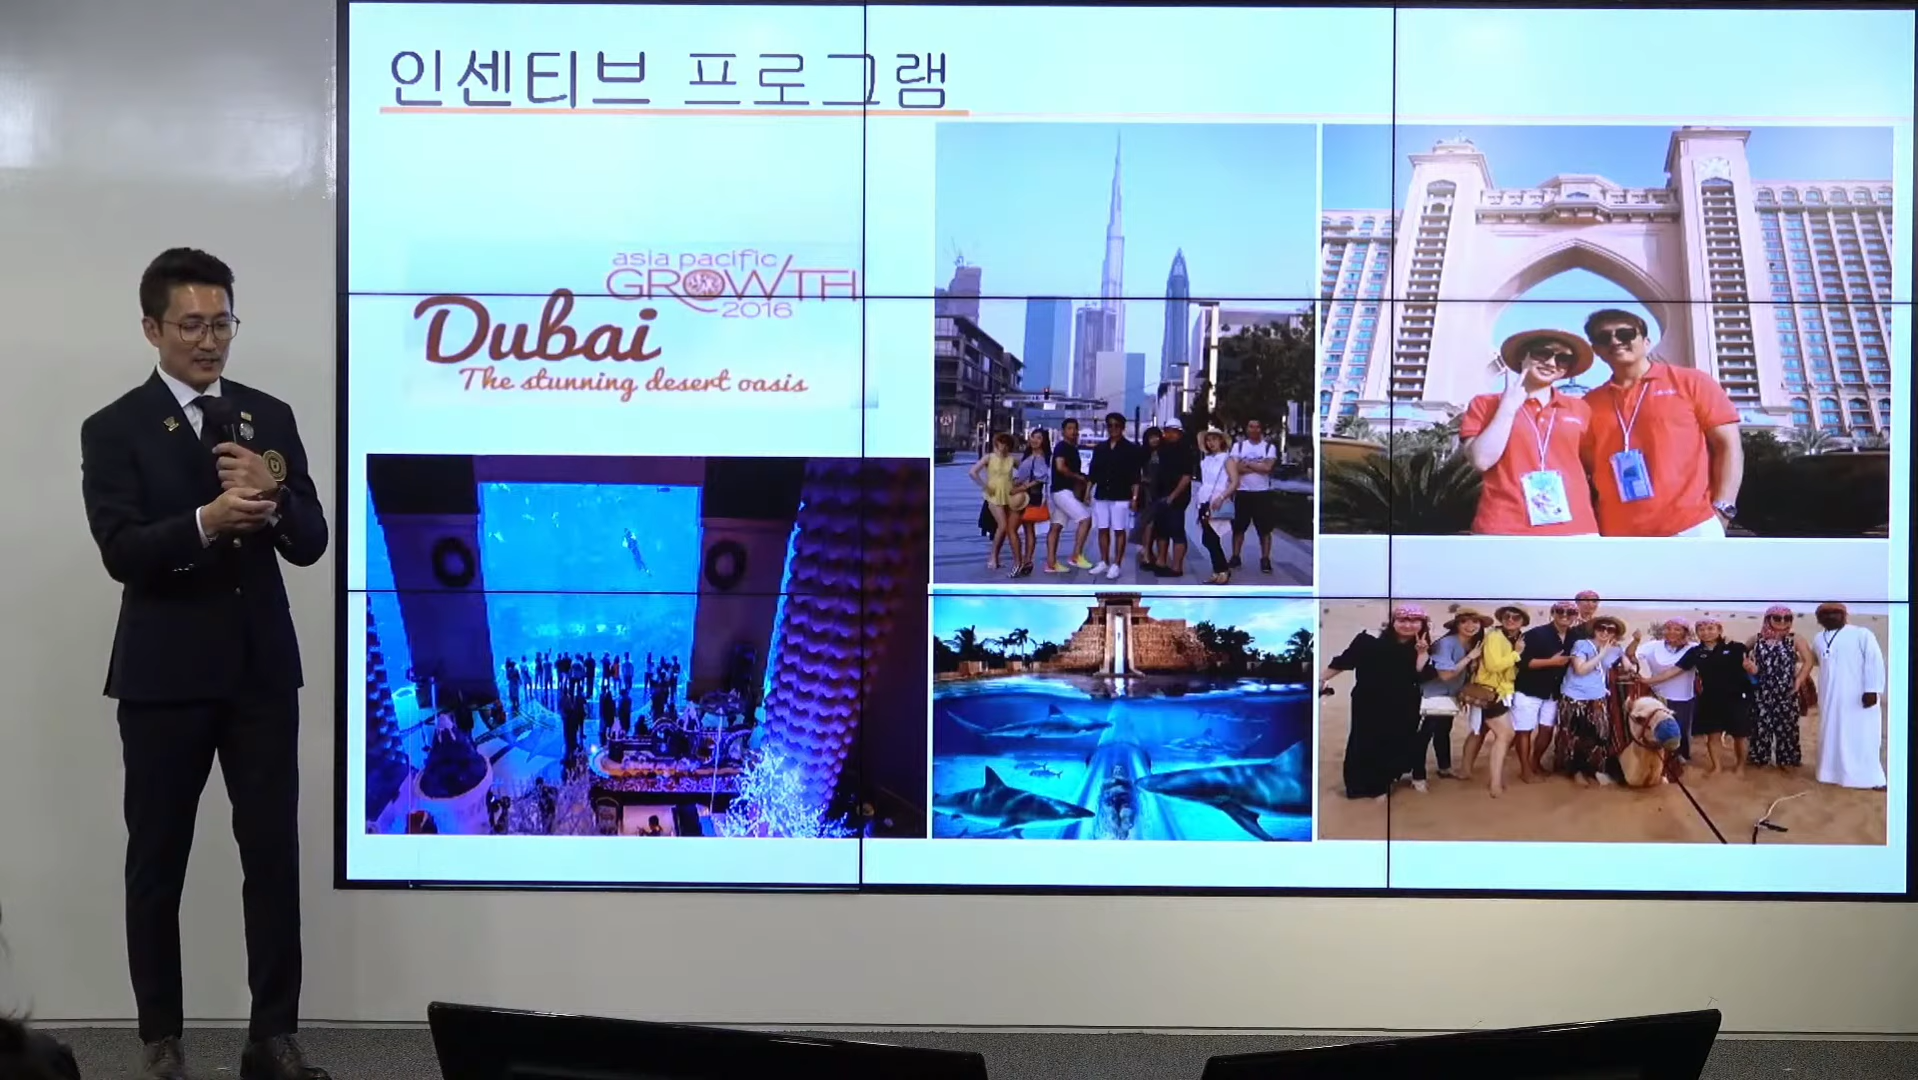 인센티브 프로그램
asia pacific
GROWTH
2016
Dubai
The stunning desert oasis